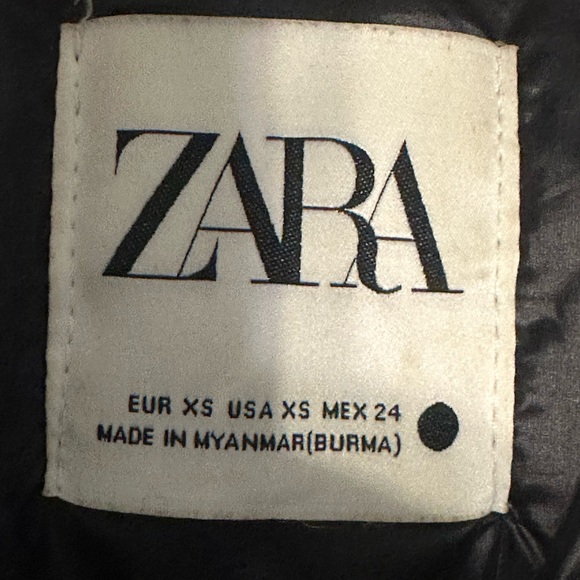 ZARA
EUR XS USA XS MEX 24
MADE IN MYANMAR(BURMA)